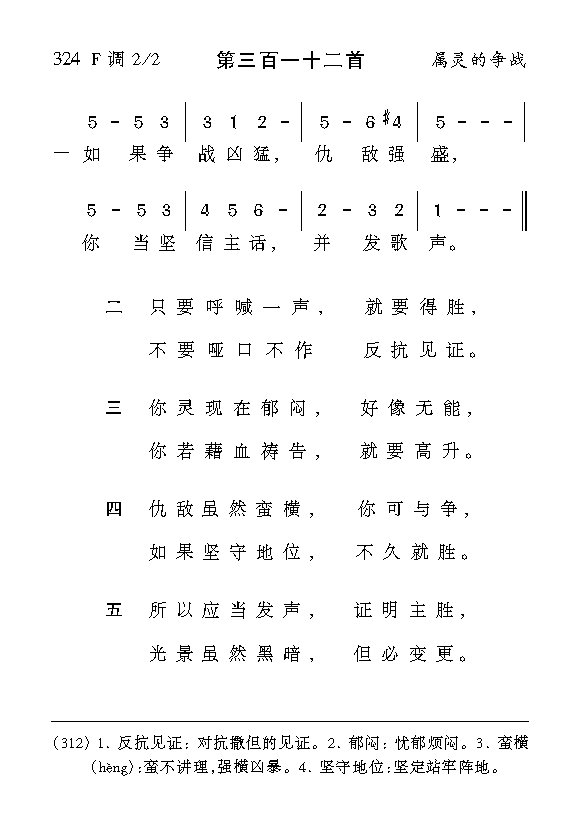 324 F 调 2/2 第三百一十二首 属灵的争战
5 - 5 3 | 3 1 2 - | 5 - 6 #4 | 5 - - - |
一 如 果争 战凶猛, 仇 敌强 盛,
5 - 5 3 | 4 5 6 - | 2 - 3 2 | 1 - - - ‖
你 当坚 信主话, 并 发歌 声。
二 只要呼喊一声, 就要得胜,
不要哑口不作 反抗见证。
三 你灵现在郁闷, 好像无能,
你若藉血祷告, 就要高升。
四 仇敌虽然蛮横, 你可与争,
如果坚守地位, 不久就胜。
五 所以应当发声, 证明主胜,
光景虽然黑暗, 但必变更。
(312) 1. 反抗见证: 对抗撒但的见证。2. 郁闷: 忧郁烦闷。3. 蛮横
(hèng):蛮不讲理,强横凶暴。4. 坚守地位:坚定站牢阵地。